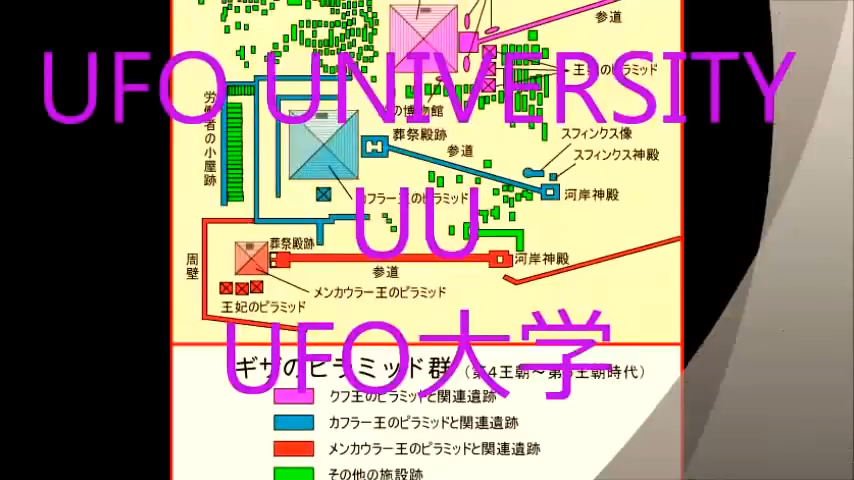 参道
UFO UNIVERSITY
王妃のピラミッド
の博物館
労働者の小屋跡
葬祭殿跡
参道
スフィンクス像
スフィンクス神殿
河岸神殿
カフラー王のピラミッド
UU
葬祭殿跡
河岸神殿
周壁
参道
メンカウラー王のピラミッド
王妃のピラミッド
UFO大学
ギザのピラミッド群
クフ王のピラミッドと関連遺跡
カフラー王のピラミッドと関連遺跡
メンカウラー王のピラミッドと関連遺跡
その他の施設跡